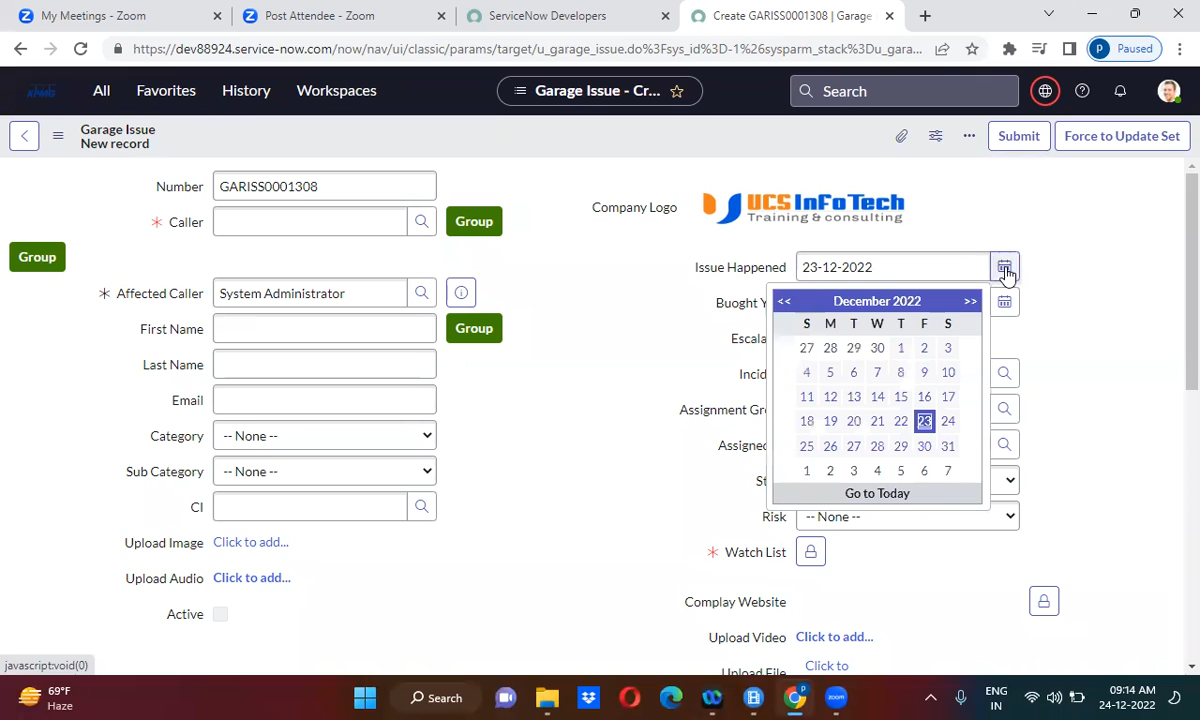 My Meetings - Zoom
Post Attendee - Zoom
ServiceNow Developers
Create GARISS0001308 | Garage
https://dev88924.service-now.com/now/nav/ui/classic/params/target/u_garage_issue.do%3Fsys_id%3D-1%26sysparm_stack%3Du_gara...
P Paused
KPMG
All
Favorites
History
Workspaces
Garage Issue - Cr...
Search
Garage Issue
New record
Submit
Force to Update Set
Number
GARISS0001308
Caller
Group
Group
Affected Caller
System Administrator
First Name
Group
Last Name
Email
Category
-- None --
Sub Category
-- None --
CI
Upload Image
Click to add...
Upload Audio
Click to add...
Active
Company Logo
UCS InFoTech
Training & consulting
Issue Happened
23-12-2022
Buoght Y
Escala
Incid
Assignment Gr
Assigned
St
<< December 2022 >>
S M T W T F S
27 28 29 30 1 2 3
4 5 6 7 8 9 10
11 12 13 14 15 16 17
18 19 20 21 22 23 24
25 26 27 28 29 30 31
1 2 3 4 5 6 7
Go to Today
Risk
-- None --
Watch List
Complay Website
Upload Video
Click to add...
Upload File
Click to
javascript:void(0)
69°F
Haze
Search
P
zoom
ENG
IN
09:14 AM
24-12-2022